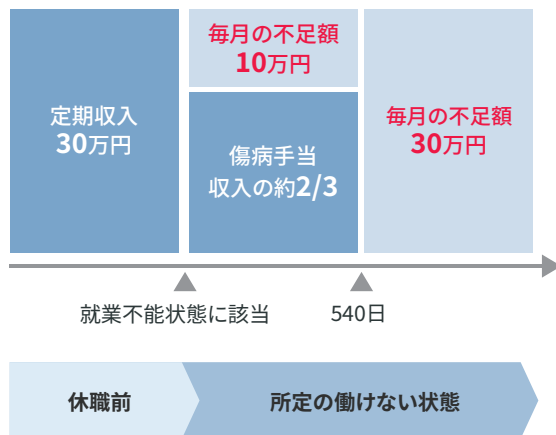 定期収入
30万円
毎月の不足額
10万円
傷病手当
収入の約2/3
毎月の不足額
30万円
就業不能状態に該当
540日
休職前
所定の働けない状態